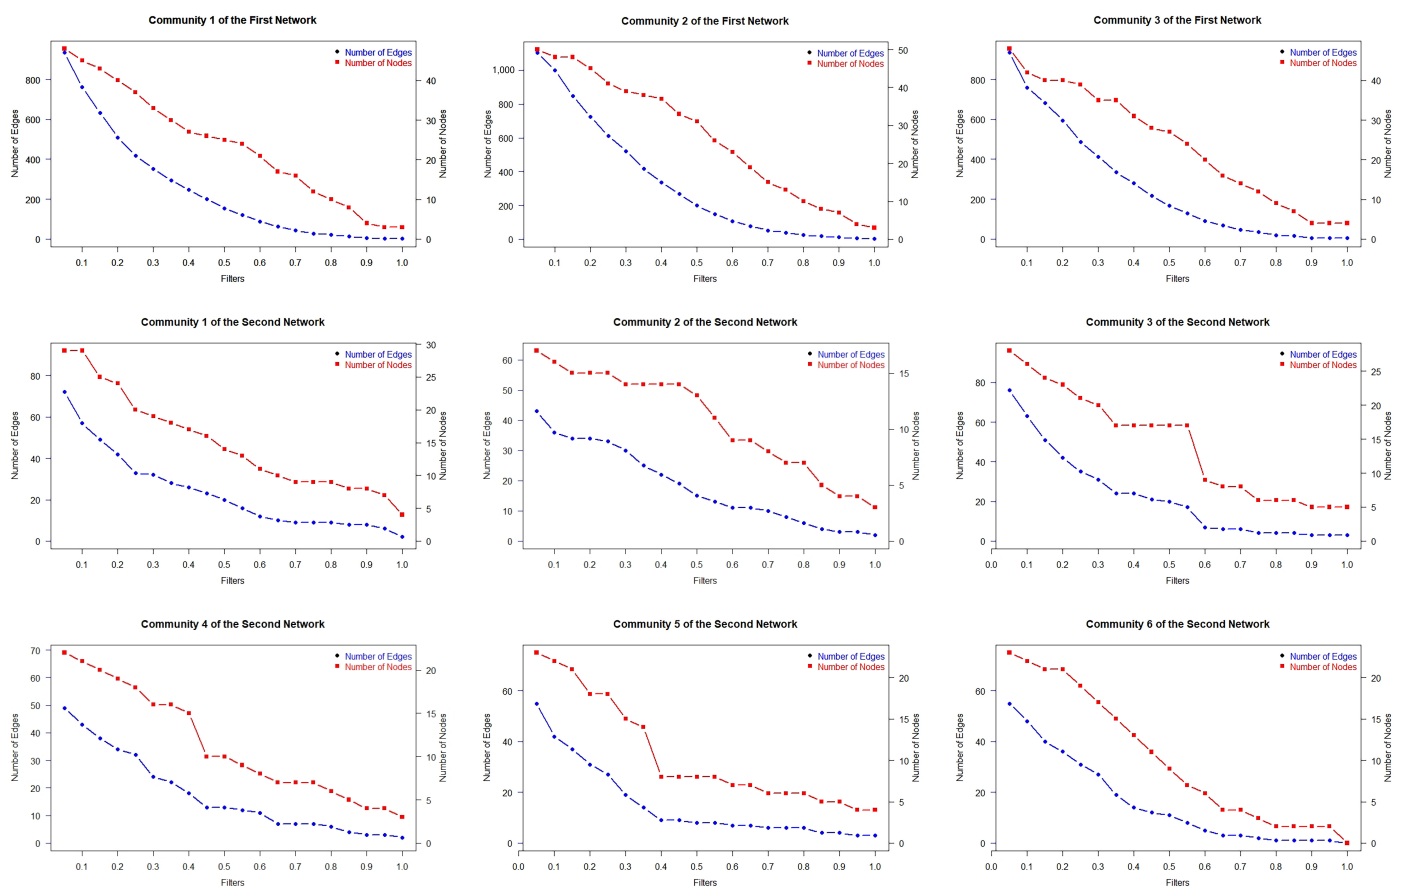 Community 1 of the First Network
Number of Edges
Number of Nodes
800
600
400
200
0
40
30
20
10
0
Number of Edges
Number of Nodes
0.1 0.2 0.3 0.4 0.5 0.6 0.7 0.8 0.9 1.0
Filters
Community 2 of the First Network
Number of Edges
Number of Nodes
1,000
800
600
400
200
0
50
40
30
20
10
0
Number of Edges
Number of Nodes
0.1 0.2 0.3 0.4 0.5 0.6 0.7 0.8 0.9 1.0
Filters
Community 3 of the First Network
Number of Edges
Number of Nodes
800
600
400
200
0
40
30
20
10
0
Number of Edges
Number of Nodes
0.1 0.2 0.3 0.4 0.5 0.6 0.7 0.8 0.9 1.0
Filters
Community 1 of the Second Network
Number of Edges
Number of Nodes
80
60
40
20
0
30
25
20
15
10
5
0
Number of Edges
Number of Nodes
0.1 0.2 0.3 0.4 0.5 0.6 0.7 0.8 0.9 1.0
Filters
Community 2 of the Second Network
Number of Edges
Number of Nodes
60
50
40
30
20
10
0
15
10
5
0
Number of Edges
Number of Nodes
0.1 0.2 0.3 0.4 0.5 0.6 0.7 0.8 0.9 1.0
Filters
Community 3 of the Second Network
Number of Edges
Number of Nodes
80
60
40
20
0
25
20
15
10
5
0
Number of Edges
Number of Nodes
0.0 0.1 0.2 0.3 0.4 0.5 0.6 0.7 0.8 0.9 1.0
Filters
Community 4 of the Second Network
Number of Edges
Number of Nodes
70
60
50
40
30
20
10
0
20
15
10
5
0
Number of Edges
Number of Nodes
0.1 0.2 0.3 0.4 0.5 0.6 0.7 0.8 0.9 1.0
Filters
Community 5 of the Second Network
Number of Edges
Number of Nodes
60
40
20
0
20
15
10
5
0
Number of Edges
Number of Nodes
0.0 0.1 0.2 0.3 0.4 0.5 0.6 0.7 0.8 0.9 1.0
Filters
Community 6 of the Second Network
Number of Edges
Number of Nodes
60
40
20
0
20
15
10
5
0
Number of Edges
Number of Nodes
0.0 0.1 0.2 0.3 0.4 0.5 0.6 0.7 0.8 0.9 1.0
Filters